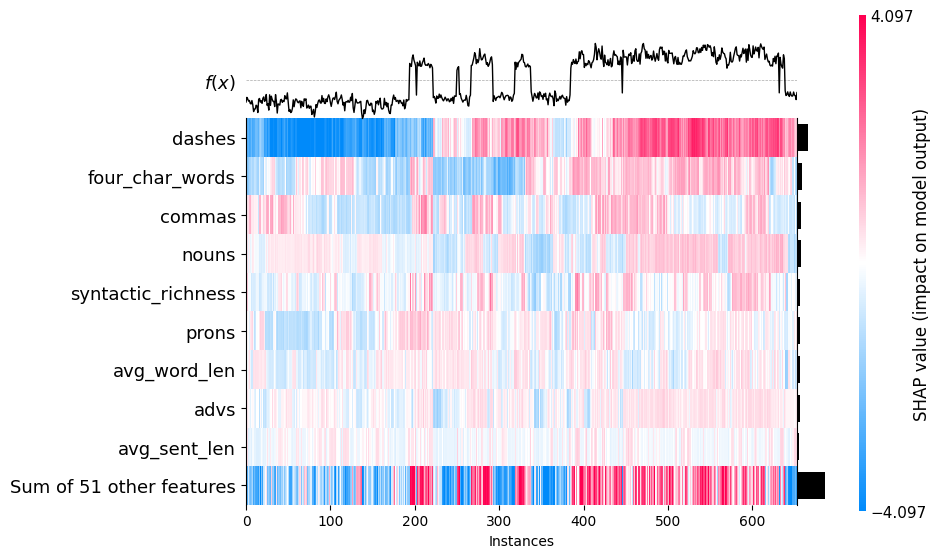 4.097
f(x)
dashes
four_char_words
commas
nouns
syntactic_richness
prons
avg_word_len
advs
avg_sent_len
Sum of 51 other features
0 100 200 300 400 500 600
Instances
−4.097
SHAP value (impact on model output)